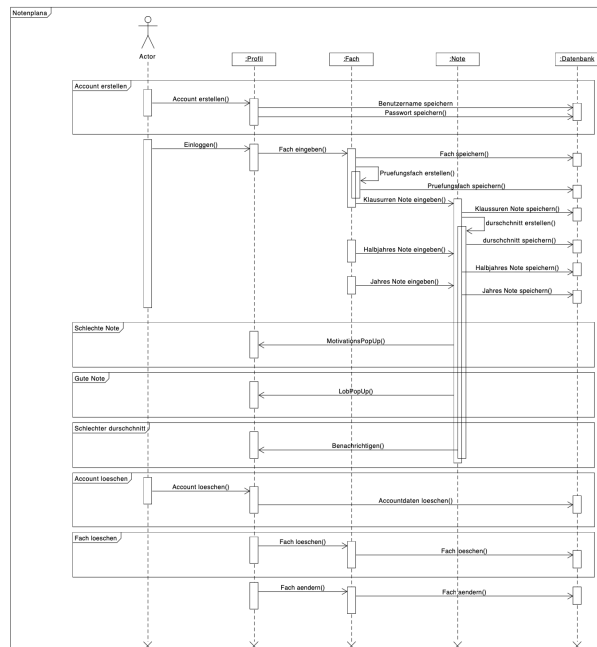 Notenplana
Actor
:Profil
:Fach
:Note
:Datenbank
Account erstellen
Account erstellen()
Benutzername speichern
Passwort speichern()
Einloggen()
Fach eingeben()
Fach speichern()
Pruefungsfach erstellen()
Pruefungsfach speichern()
Klausurren Note eingeben()
Klaussuren Note speichern()
durschchnitt erstellen()
Halbjahres Note eingeben()
durschchnitt speichern()
Halbjahres Note speichern()
Jahres Note eingeben()
Jahres Note speichern()
Schlechte Note
MotivationsPopUp()
Gute Note
LobPopUp()
Schlechter durschchnitt
Benachrichtigen()
Account loeschen
Account loeschen()
Accountdaten loeschen()
Fach loeschen
Fach loeschen()
Fach loeschen()
Fach aendern()
Fach aendern()